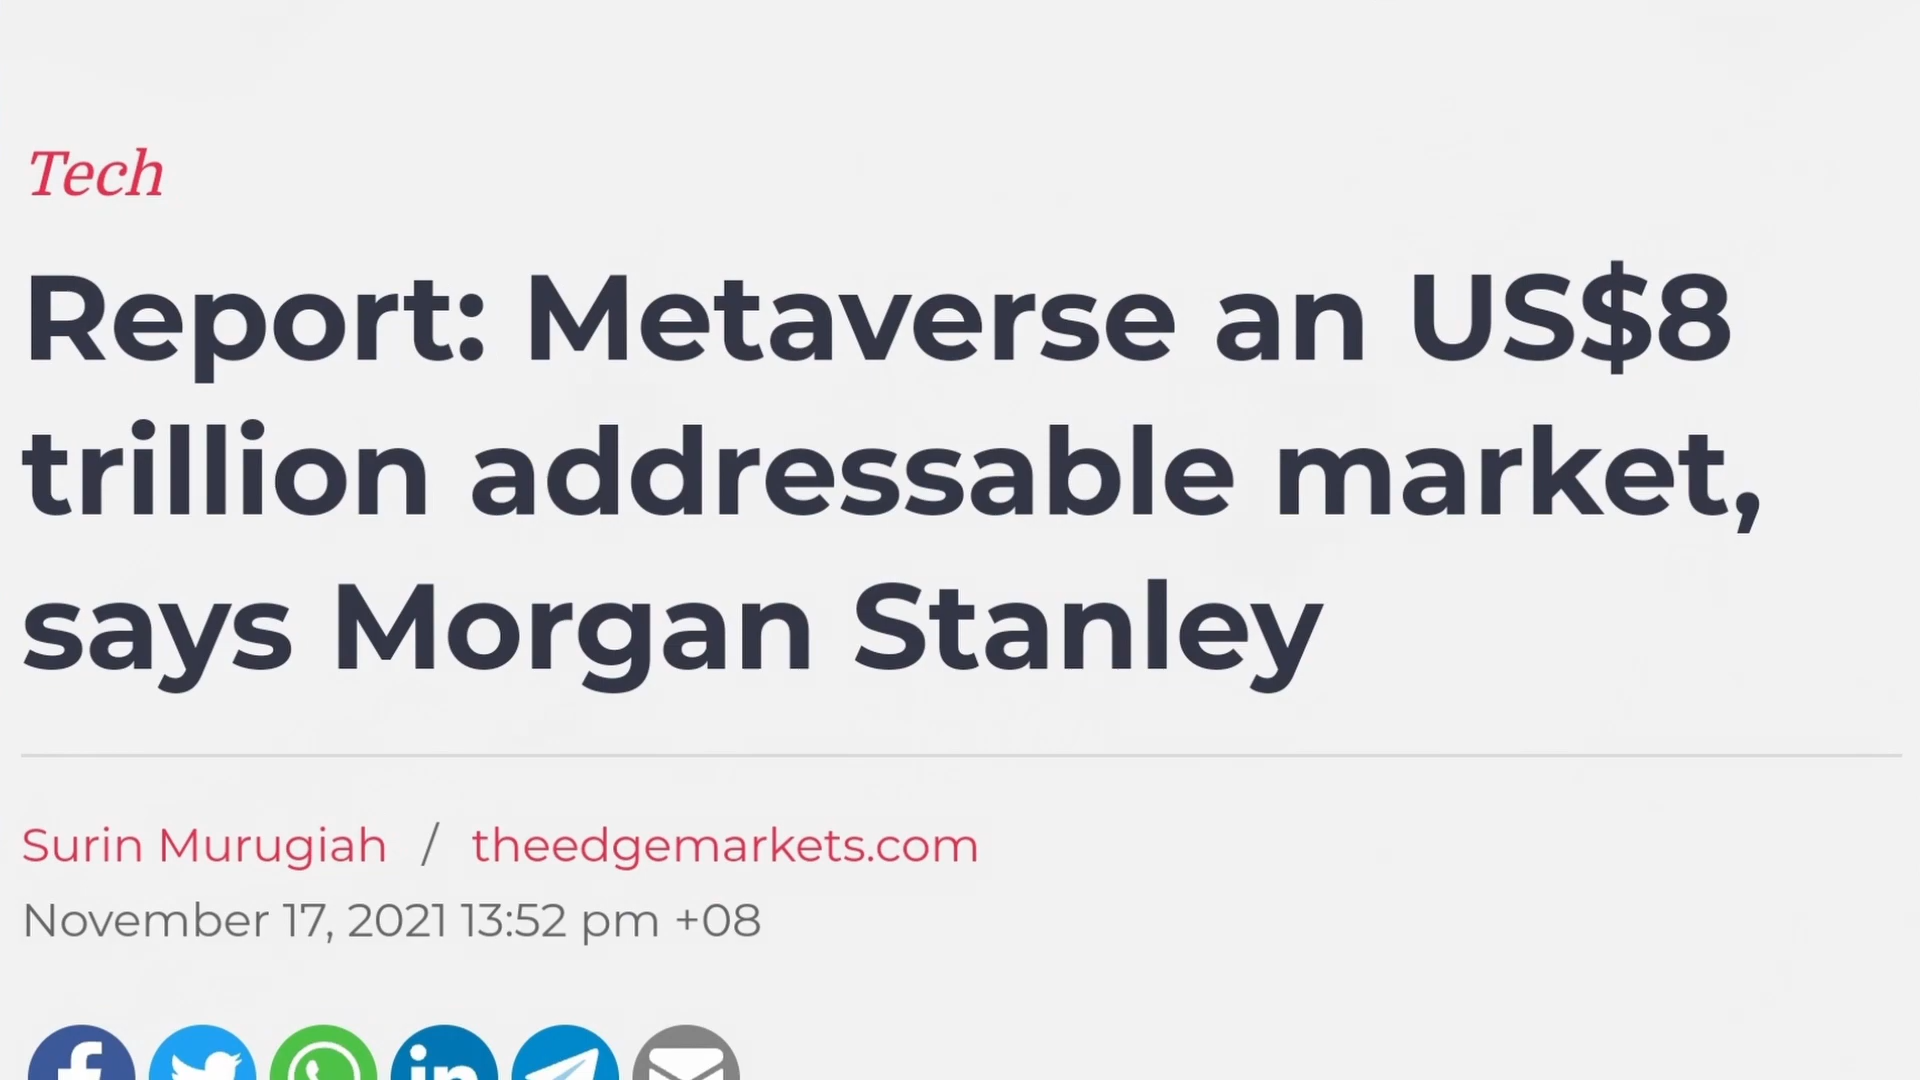 Tech
Report: Metaverse an US$8
trillion addressable market,
says Morgan Stanley
Surin Murugiah / theedgemarkets.com
November 17, 2021 13:52 pm +08